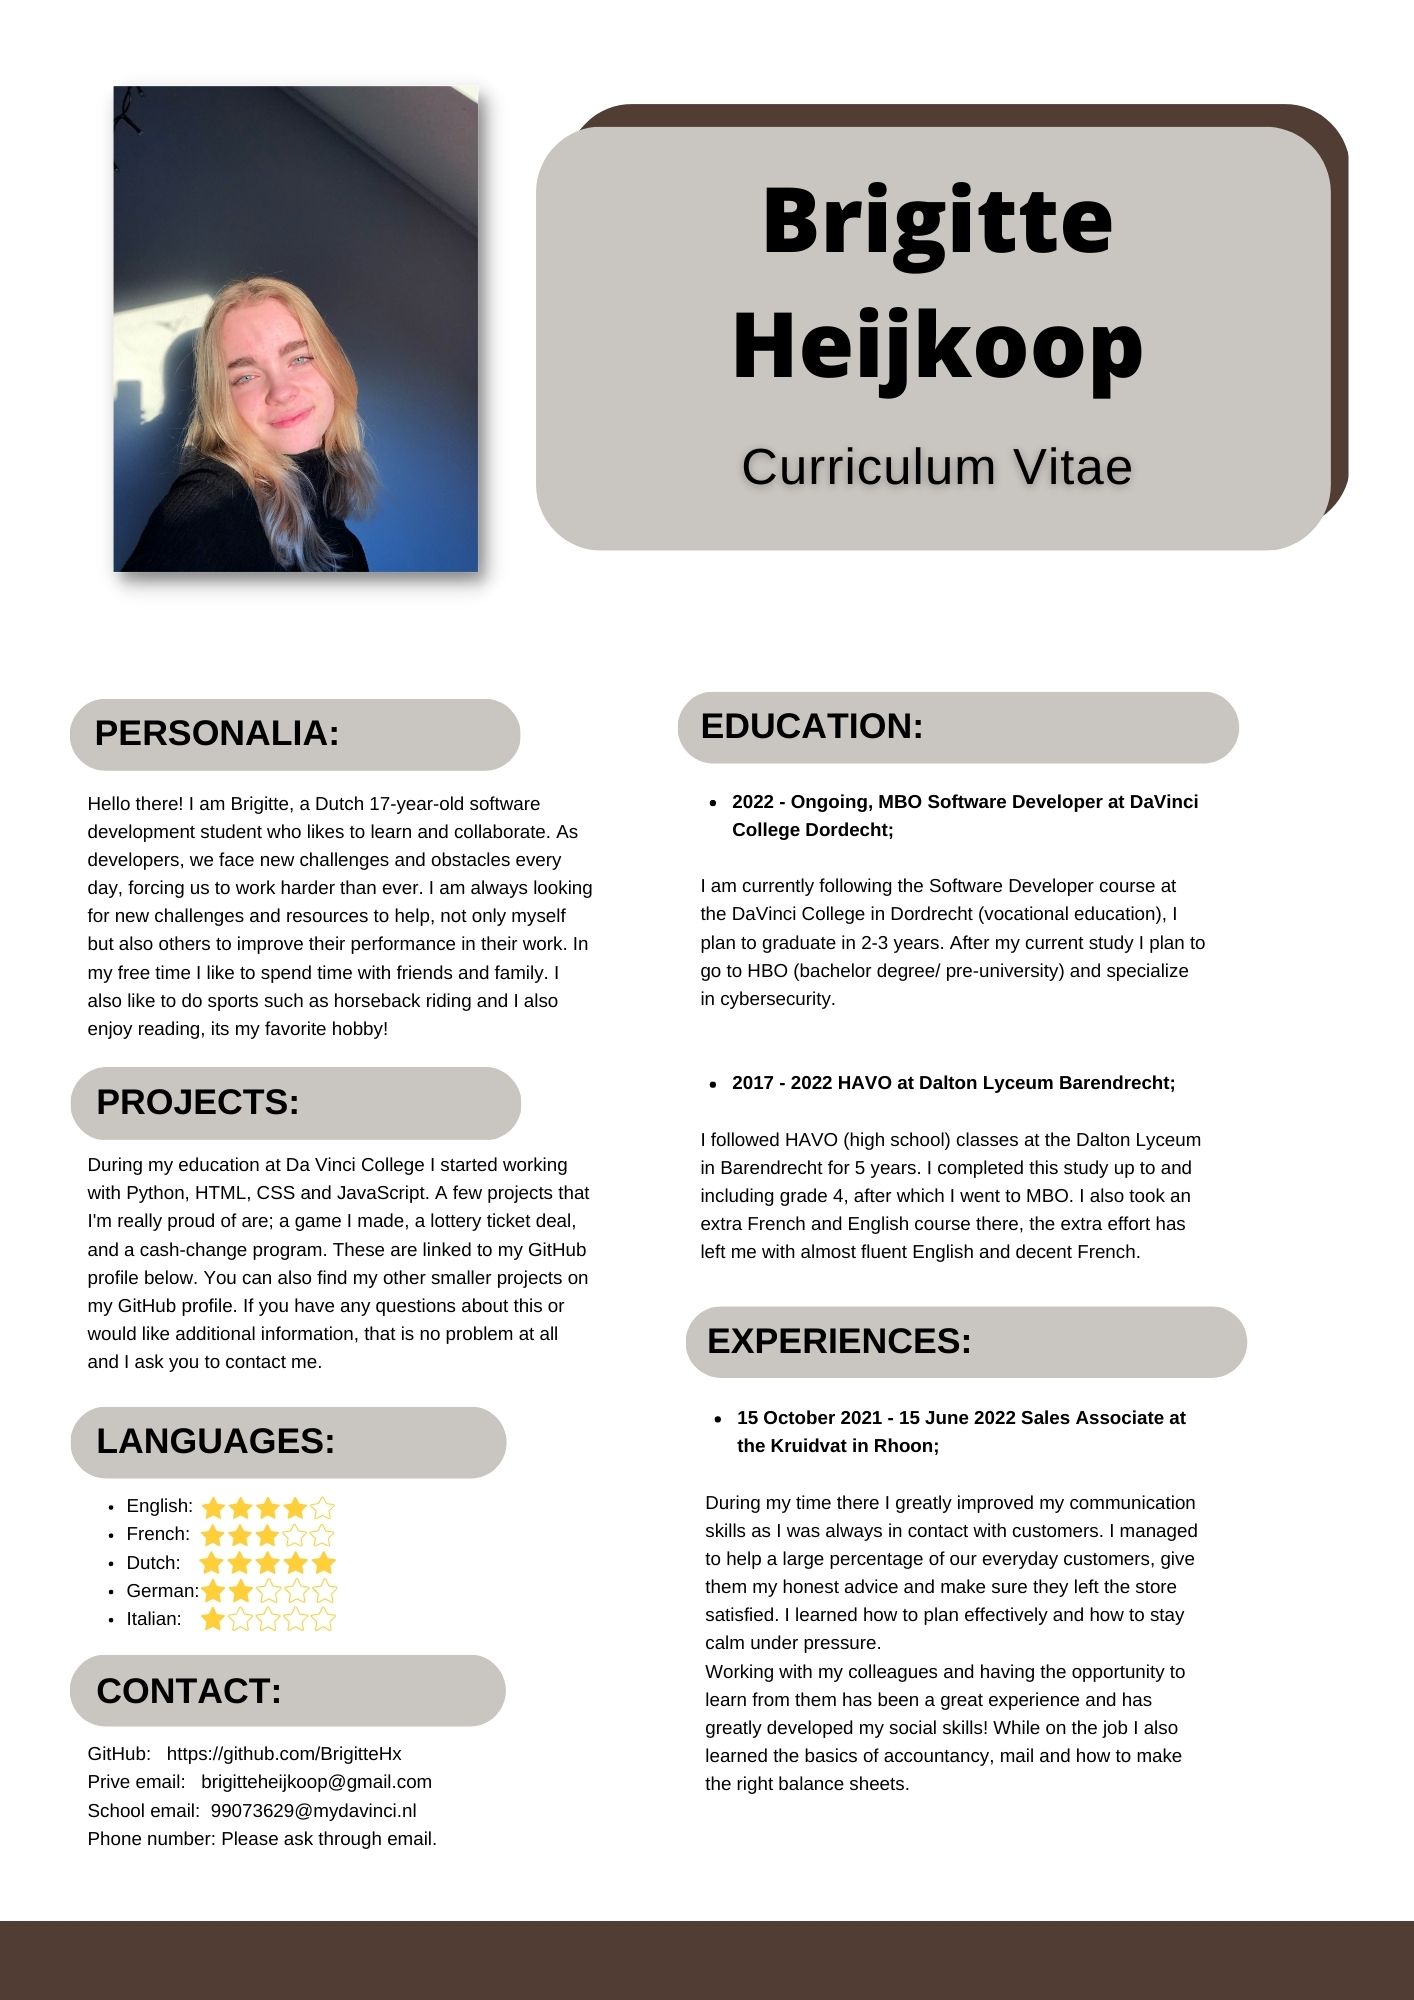 Brigitte
Heijkoop
Curriculum Vitae
PERSONALIA:
Hello there! I am Brigitte, a Dutch 17-year-old software
development student who likes to learn and collaborate. As
developers, we face new challenges and obstacles every
day, forcing us to work harder than ever. I am always looking
for new challenges and resources to help, not only myself
but also others to improve their performance in their work. In
my free time I like to spend time with friends and family. I
also like to do sports such as horseback riding and I also
enjoy reading, its my favorite hobby!
PROJECTS:
During my education at Da Vinci College I started working
with Python, HTML, CSS and JavaScript. A few projects that
I'm really proud of are; a game I made, a lottery ticket deal,
and a cash-change program. These are linked to my GitHub
profile below. You can also find my other smaller projects on
my GitHub profile. If you have any questions about this or
would like additional information, that is no problem at all
and I ask you to contact me.
LANGUAGES:
• English:
• French:
• Dutch:
• German:
• Italian:
CONTACT:
GitHub: https://github.com/BrigitteHx
Prive email: brigitteheijkoop@gmail.com
School email: 99073629@mydavinci.nl
Phone number: Please ask through email.
EDUCATION:
• 2022 - Ongoing, MBO Software Developer at DaVinci
College Dordecht;
I am currently following the Software Developer course at
the DaVinci College in Dordrecht (vocational education), I
plan to graduate in 2-3 years. After my current study I plan to
go to HBO (bachelor degree/ pre-university) and specialize
in cybersecurity.
• 2017 - 2022 HAVO at Dalton Lyceum Barendrecht;
I followed HAVO (high school) classes at the Dalton Lyceum
in Barendrecht for 5 years. I completed this study up to and
including grade 4, after which I went to MBO. I also took an
extra French and English course there, the extra effort has
left me with almost fluent English and decent French.
EXPERIENCES:
• 15 October 2021 - 15 June 2022 Sales Associate at
the Kruidvat in Rhoon;
During my time there I greatly improved my communication
skills as I was always in contact with customers. I managed
to help a large percentage of our everyday customers, give
them my honest advice and make sure they left the store
satisfied. I learned how to plan effectively and how to stay
calm under pressure.
Working with my colleagues and having the opportunity to
learn from them has been a great experience and has
greatly developed my social skills! While on the job I also
learned the basics of accountancy, mail and how to make
the right balance sheets.